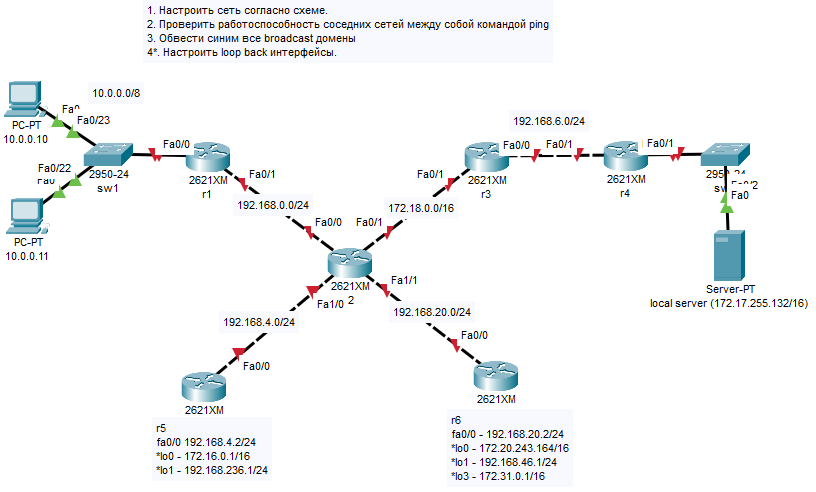 1. Настроить сеть согласно схеме.
2. Проверить работоспособность соседних сетей между собой командой ping
3. Обвести синим все broadcast домены
4*. Настроить loop back интерфейсы.
10.0.0.0/8
PC-PT
10.0.0.10
Fa0/23
Fa0/22
PC-PT
10.0.0.11
2950-24
sw1
Fa0/0
2621XM
r1
Fa0/1
192.168.0.0/24
Fa0/0
Fa0/1
172.18.0.0/16
Fa0/1
2621XM
r3
Fa0/0
192.168.6.0/24
Fa0/1
2621XM
r4
Fa0/1
Fa0
Server-PT
local server (172.17.255.132/16)
2621XM
2
Fa1/0
Fa1/1
192.168.4.0/24
192.168.20.0/24
Fa0/0
Fa0/0
2621XM
2621XM
r5
fa0/0 192.168.4.2/24
*lo0 - 172.16.0.1/16
*lo1 - 192.168.236.1/24
r6
fa0/0 - 192.168.20.2/24
*lo0 - 172.20.243.164/16
*lo1 - 192.168.46.1/24
*lo3 - 172.31.0.1/16